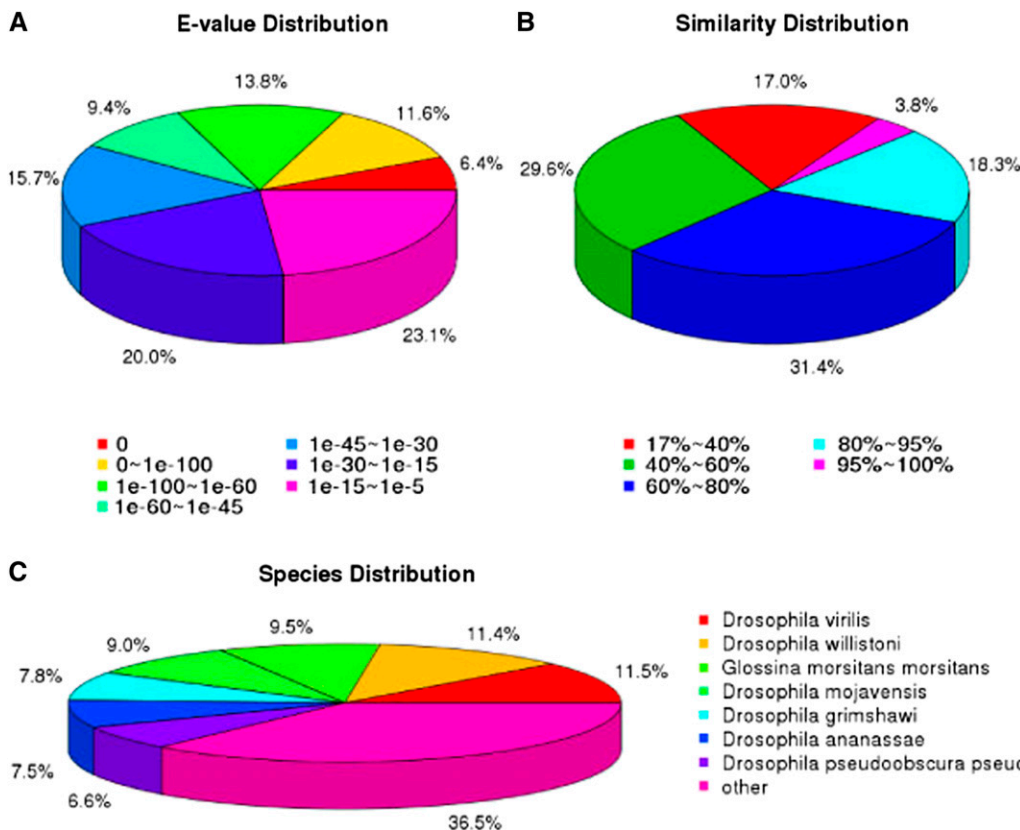 A
E-value Distribution
13.8%
9.4%
11.6%
15.7%
6.4%
20.0%
23.1%
0
0~1e-100
1e-100~1e-60
1e-60~1e-45
1e-45~1e-30
1e-30~1e-15
1e-15~1e-5
B
Similarity Distribution
17.0%
3.8%
29.6%
18.3%
31.4%
17%~40%
40%~60%
60%~80%
80%~95%
95%~100%
C
Species Distribution
9.5%
11.4%
9.0%
7.8%
11.5%
7.5%
6.6%
36.5%
Drosophila virilis
Drosophila willistoni
Glossina morsitans morsitans
Drosophila mojavensis
Drosophila grimshawi
Drosophila ananassae
Drosophila pseudoobscura pseud
other